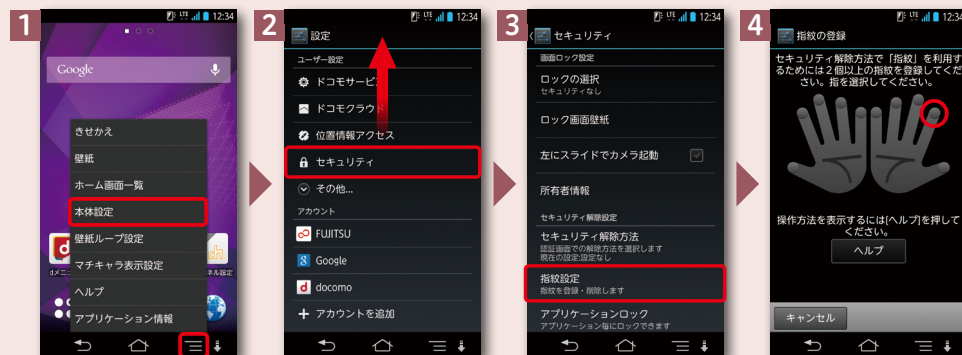 1
12:34
Google
きせかえ
壁紙
ホーム画面一覧
本体設定
壁紙ループ設定
マチキャラ表示設定
ヘルプ
アプリケーション情報
2
12:34
設定
ユーザー設定
ドコモサービ
ドコモクラウド
位置情報アクセス
セキュリティ
その他...
アカウント
FUJITSU
Google
docomo
アカウントを追加
3
12:34
セキュリティ
画面ロック設定
ロックの選択
セキュリティなし
ロック画面壁紙
左にスライドでカメラ起動
所有者情報
セキュリティ解除設定
セキュリティ解除方法
認証画面での解除方法を選択します
現在の設定:設定なし
指紋設定
指紋を登録・削除します
アプリケーションロック
アプリケーション毎にロックできます
4
12:34
指紋の登録
セキュリティ解除方法で「指紋」を利用す
るためには2個以上の指紋を登録してくだ
さい。指を選択してください。
操作方法を表示するには[ヘルプ]を押して
ください。
ヘルプ
キャンセル